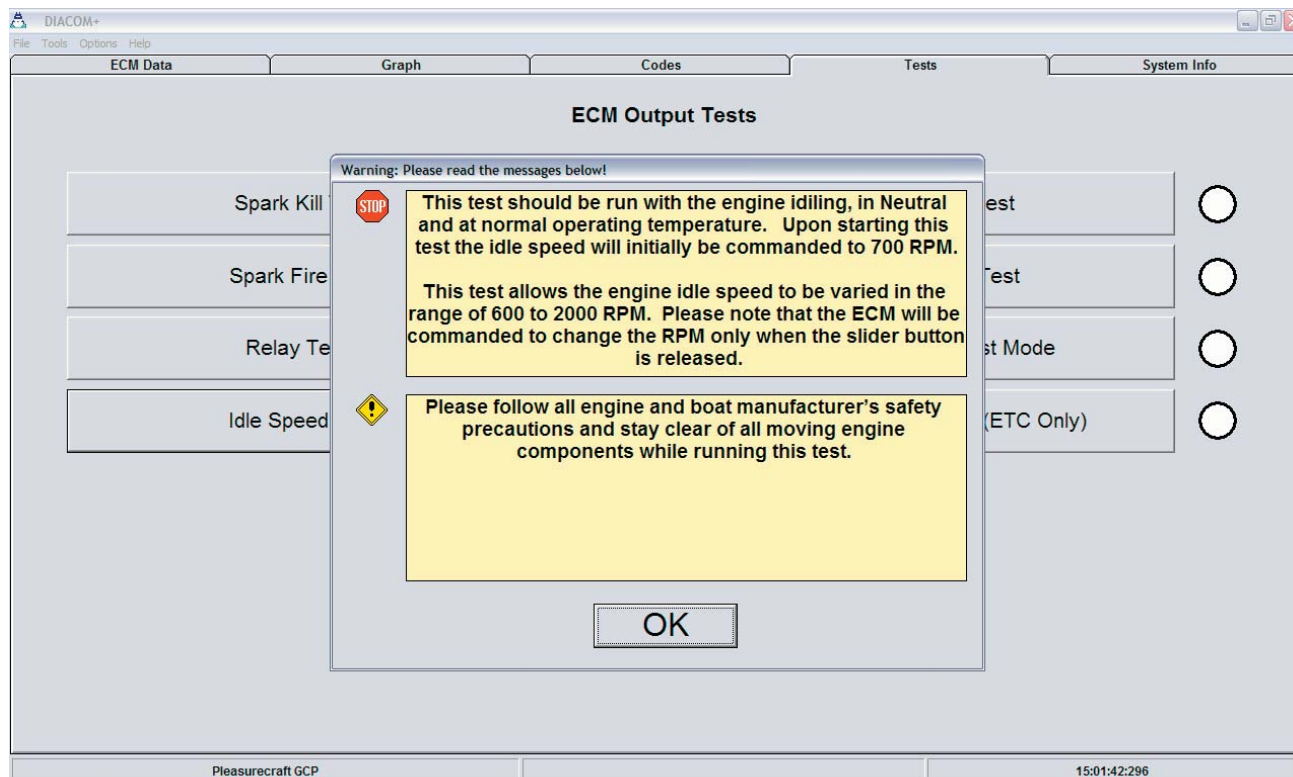 DIACOM+
File Tools Options Help
ECM Data Graph Codes Tests System Info
ECM Output Tests
Warning: Please read the messages below!
Spark Kill
est
STOP
This test should be run with the engine idiling, in Neutral
and at normal operating temperature. Upon starting this
test the idle speed will initially be commanded to 700 RPM.
Spark Fire
Test
This test allows the engine idle speed to be varied in the
range of 600 to 2000 RPM. Please note that the ECM will be
commanded to change the RPM only when the slider button
is released.
Relay Te
st Mode
Idle Speed
(ETC Only)
Please follow all engine and boat manufacturer's safety
precautions and stay clear of all moving engine
components while running this test.
OK
Pleasurecraft GCP 15:01:42:296